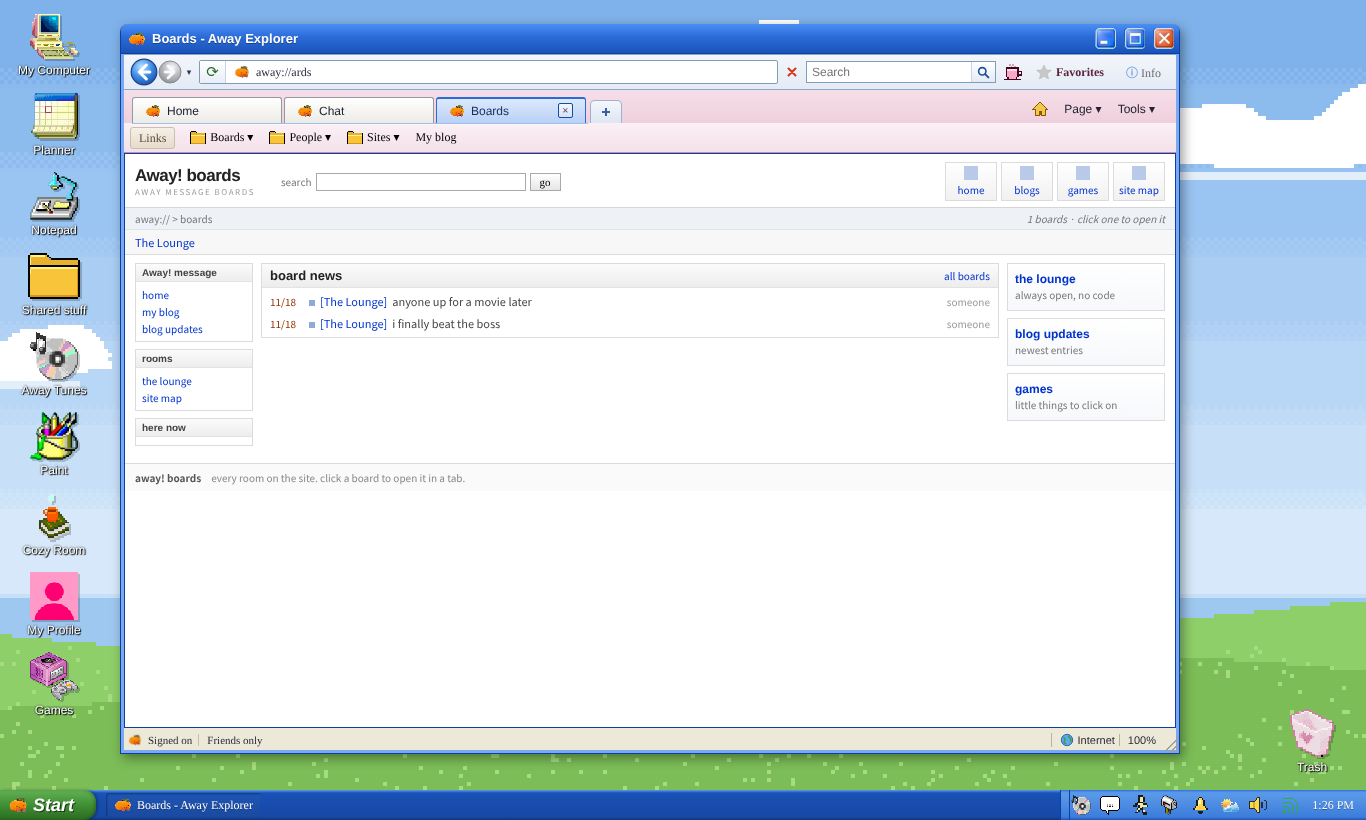 My Computer
Planner
Notepad
Shared stuff
Away Tunes
Paint
Cozy Room
My Profile
Games
Boards - Away Explorer
away://ards
Search
Favorites
Info
Home
Chat
Boards
Page ▾
Tools ▾
Links
Boards ▾
People ▾
Sites ▾
My blog
Away! boards
AWAY MESSAGE BOARDS
search
go
home
blogs
games
site map
away:// > boards
1 boards · click one to open it
The Lounge
Away! message
home
my blog
blog updates
rooms
the lounge
site map
here now
board news
all boards
11/18 [The Lounge] anyone up for a movie later someone
11/18 [The Lounge] i finally beat the boss someone
the lounge
always open, no code
blog updates
newest entries
games
little things to click on
away! boards every room on the site. click a board to open it in a tab.
Signed on
Friends only
Internet
100%
Trash
Start
Boards - Away Explorer
1:26 PM